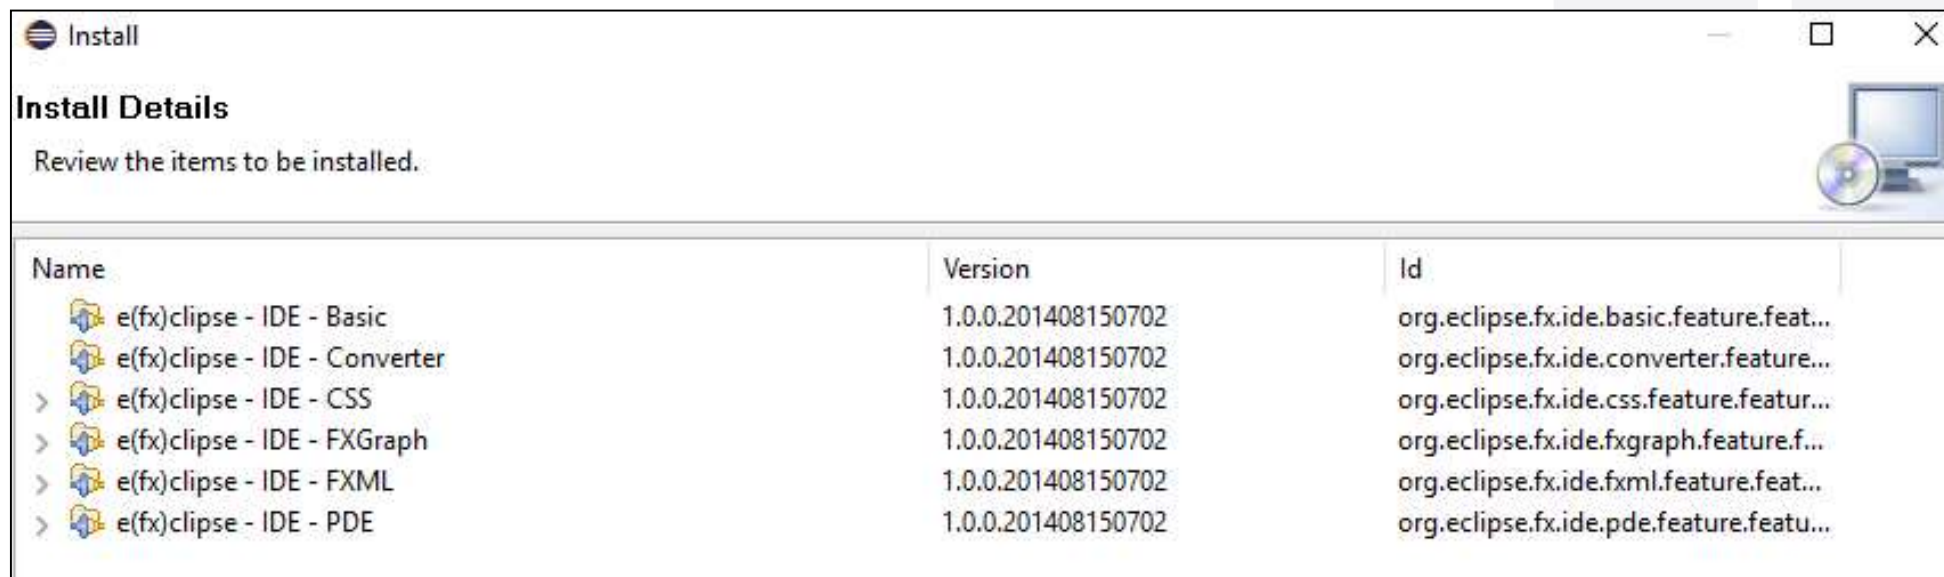 Install
Install Details
Review the items to be installed.
Name Version Id
e(fx)clipse - IDE - Basic 1.0.0.201408150702 org.eclipse.fx.ide.basic.feature.feat...
e(fx)clipse - IDE - Converter 1.0.0.201408150702 org.eclipse.fx.ide.converter.feature...
e(fx)clipse - IDE - CSS 1.0.0.201408150702 org.eclipse.fx.ide.css.feature.featur...
e(fx)clipse - IDE - FXGraph 1.0.0.201408150702 org.eclipse.fx.ide.fxgraph.feature.f...
e(fx)clipse - IDE - FXML 1.0.0.201408150702 org.eclipse.fx.ide.fxml.feature.feat...
e(fx)clipse - IDE - PDE 1.0.0.201408150702 org.eclipse.fx.ide.pde.feature.featu...